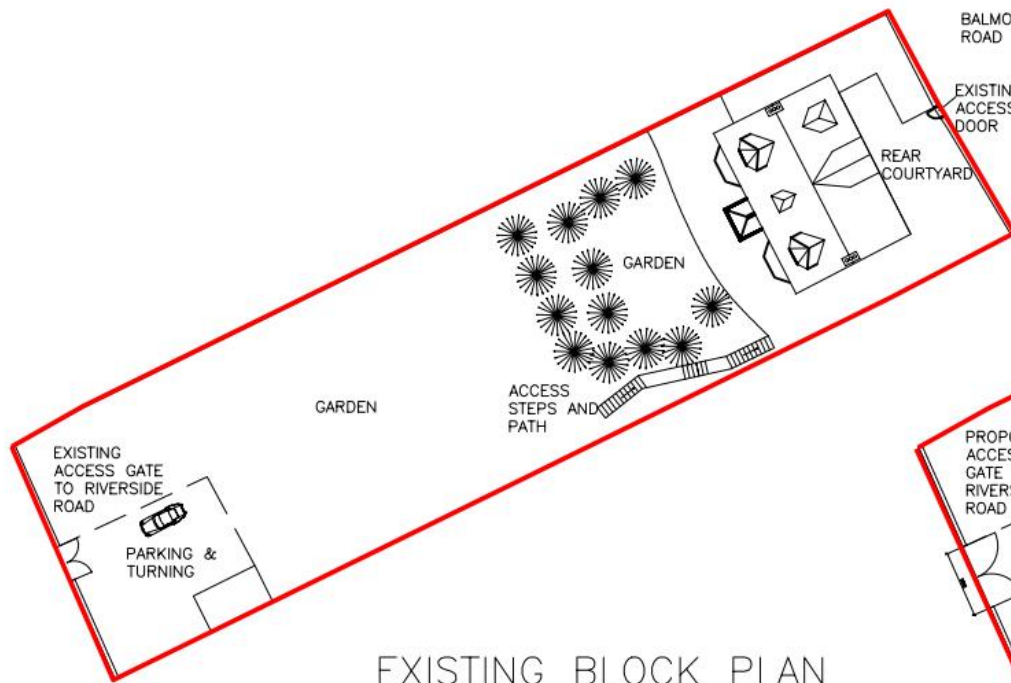 BALMO
ROAD
EXISTIN
ACCESS
DOOR
REAR
COURTYARD
GARDEN
ACCESS
STEPS AND
PATH
GARDEN
EXISTING
ACCESS GATE
TO RIVERSIDE
ROAD
PARKING &
TURNING
PROPO
ACCES
GATE
RIVERS
ROAD
EXISTING BLOCK PLAN